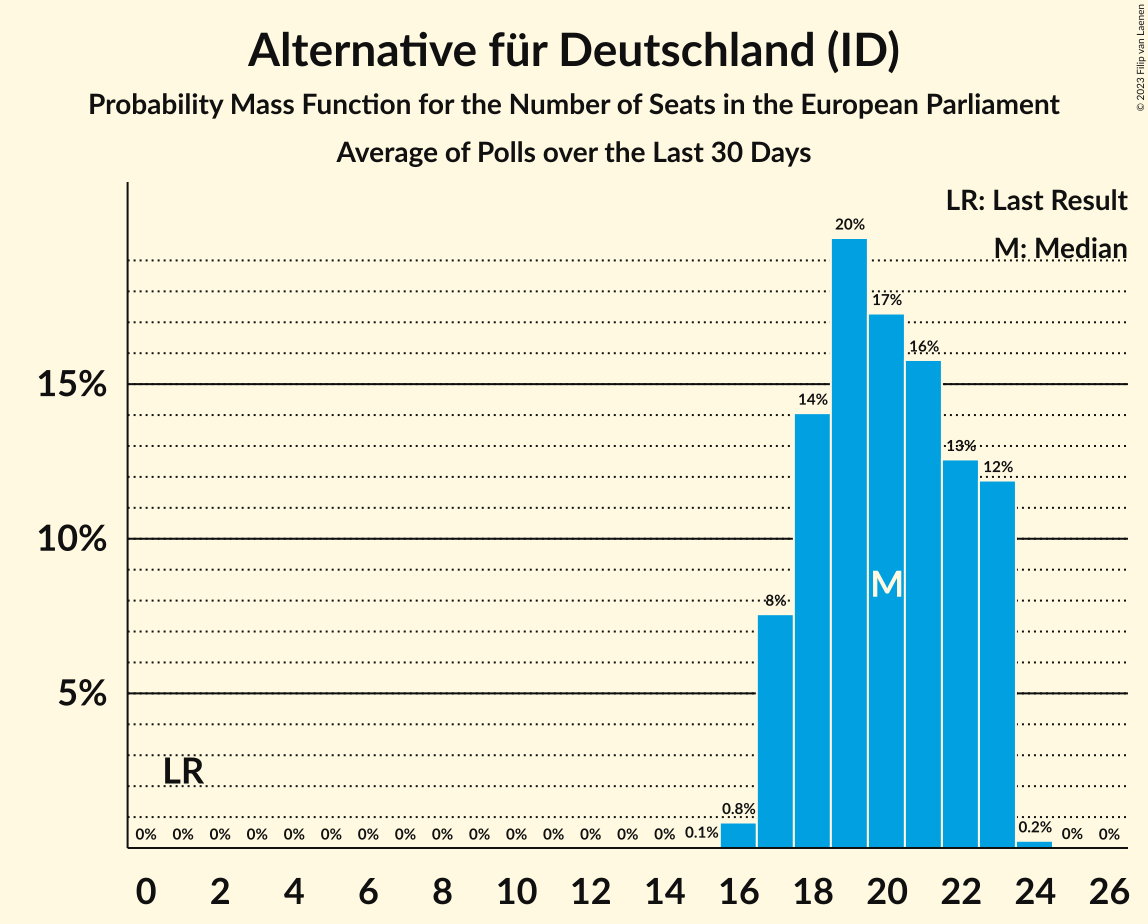 Alternative für Deutschland (ID)
Probability Mass Function for the Number of Seats in the European Parliament
Average of Polls over the Last 30 Days
© 2023 Filip van Laenen
LR: Last Result
M: Median
20%
17%
16%
15%
14%
13%
12%
10%
M
8%
5%
LR
0.8%
0% 0% 0% 0% 0% 0% 0% 0% 0% 0% 0% 0% 0% 0% 0% 0.1% 0.2% 0% 0%
0 2 4 6 8 10 12 14 16 18 20 22 24 26